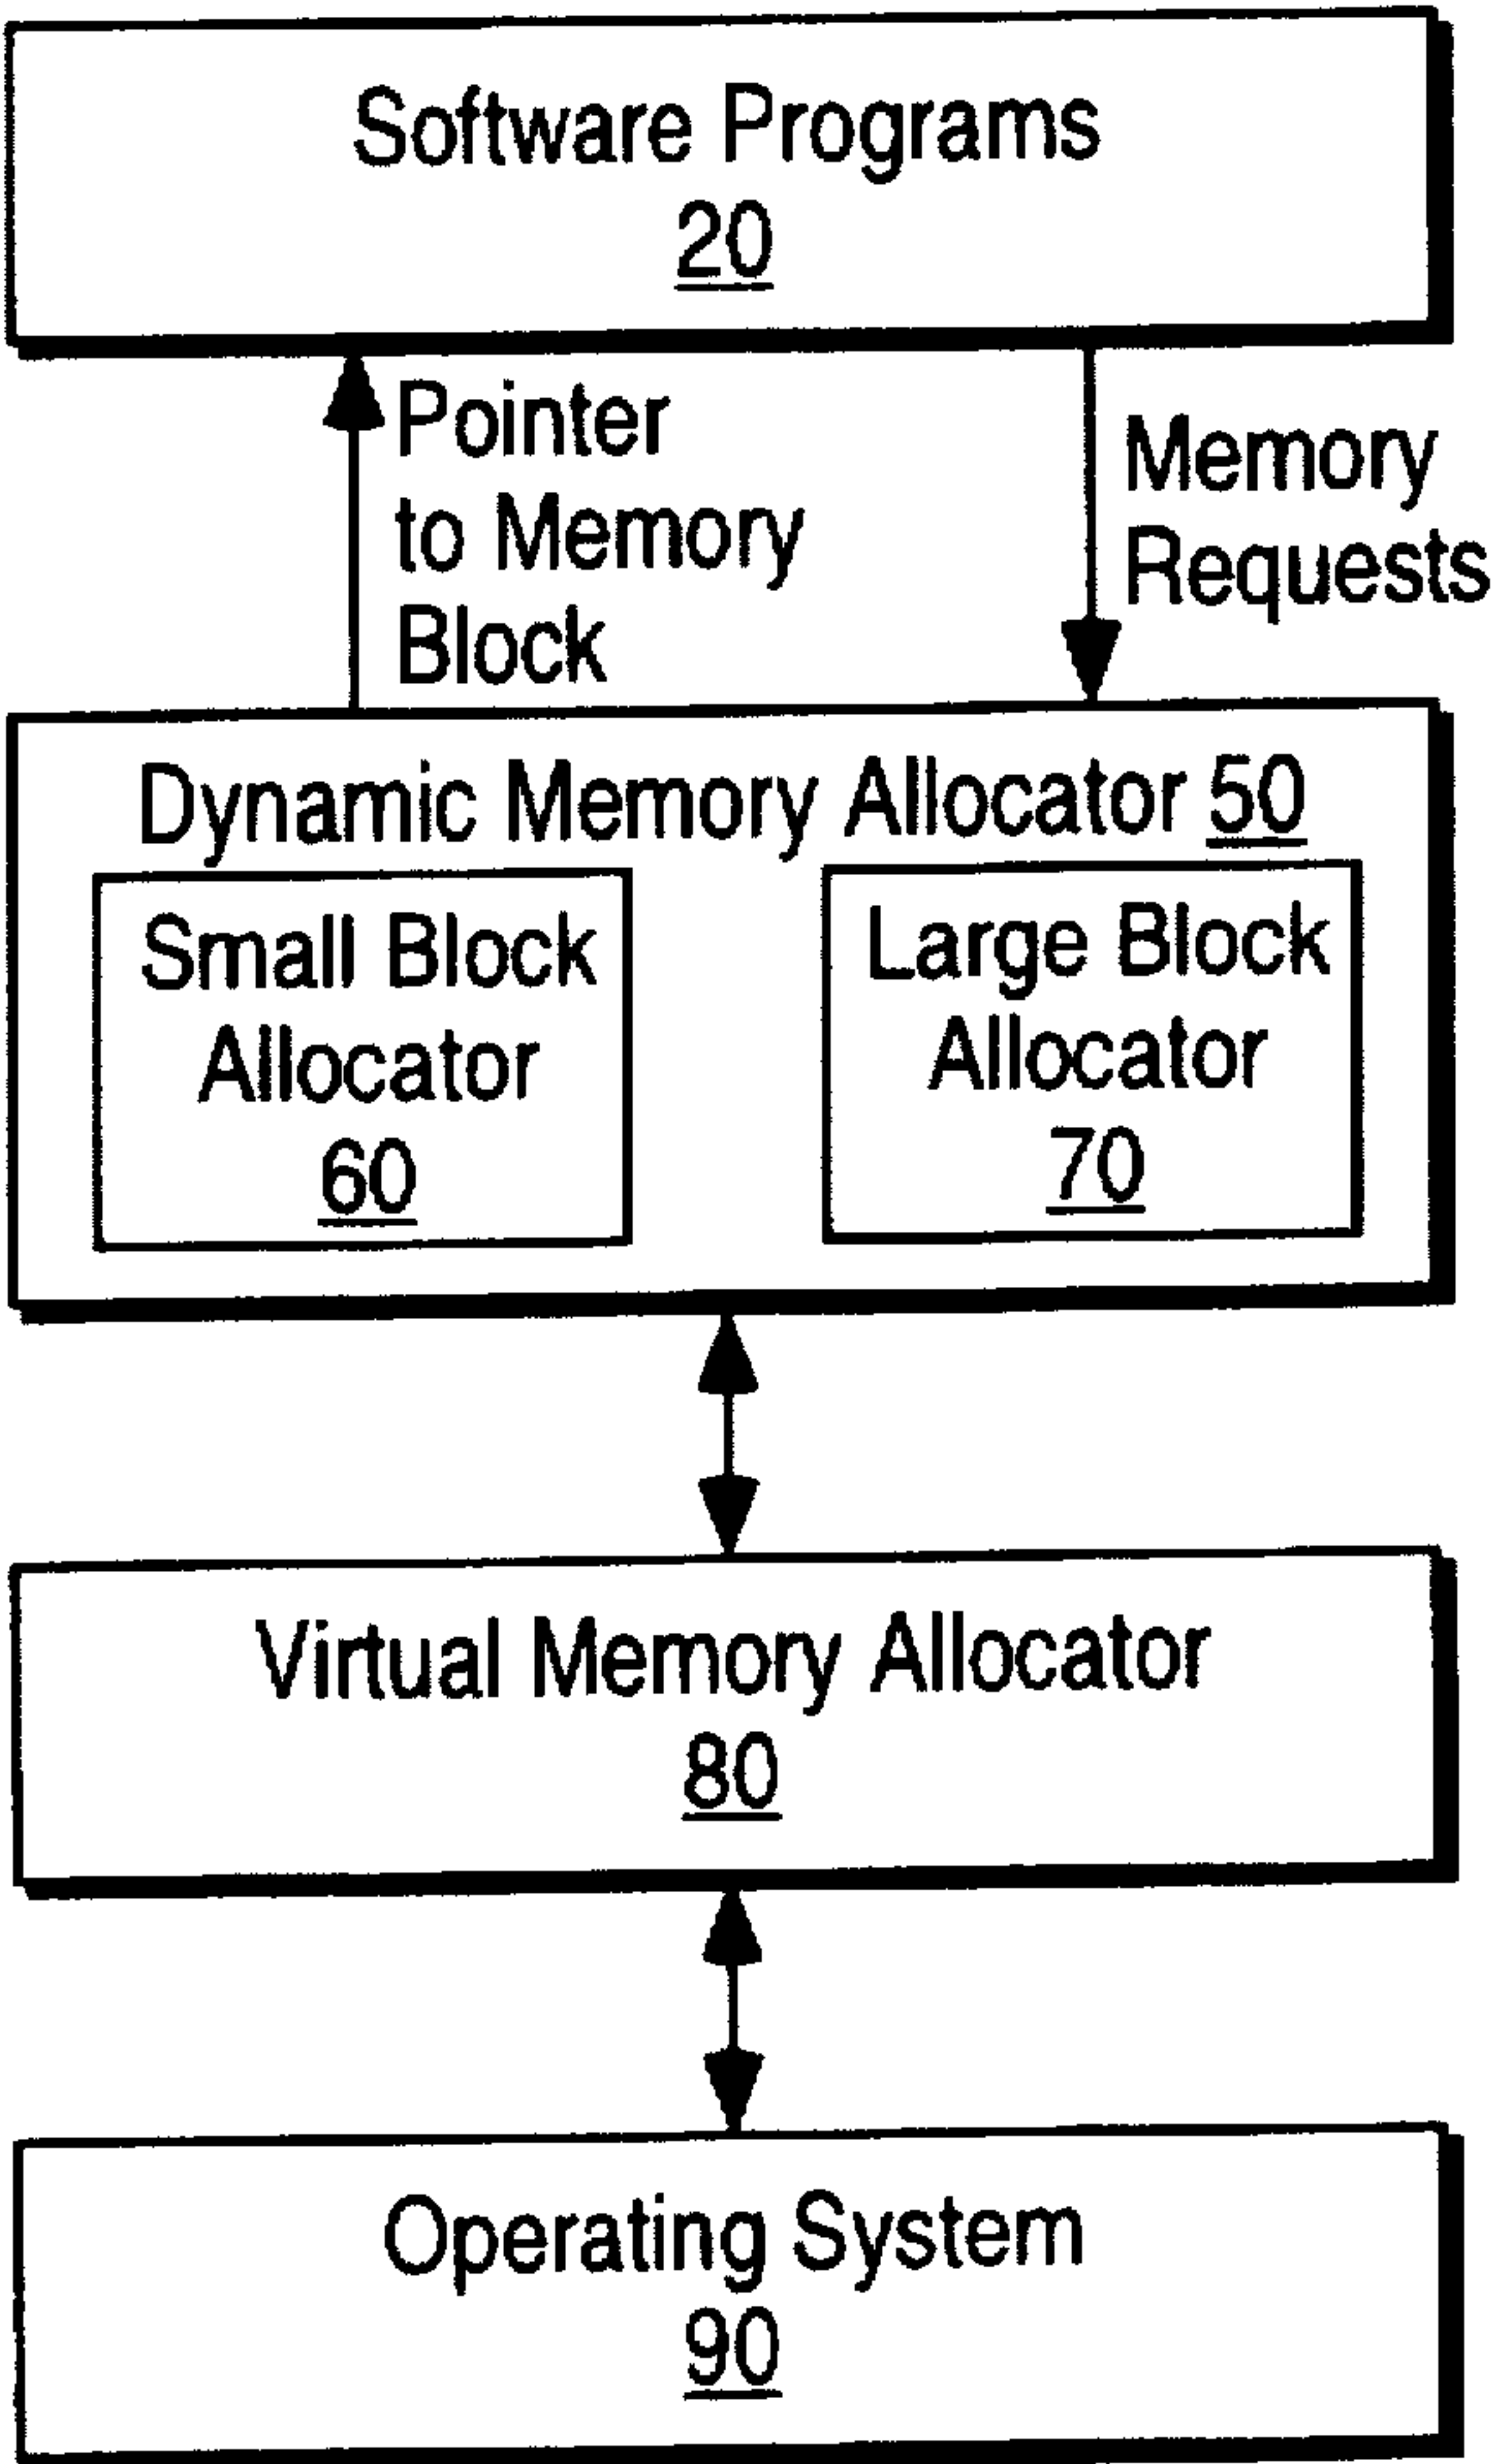 Software Programs
20
Pointer
to Memory
Block
Memory
Requests
Dynamic Memory Allocator 50
Small Block
Allocator
60
Large Block
Allocator
70
Virtual Memory Allocator
80
Operating System
90